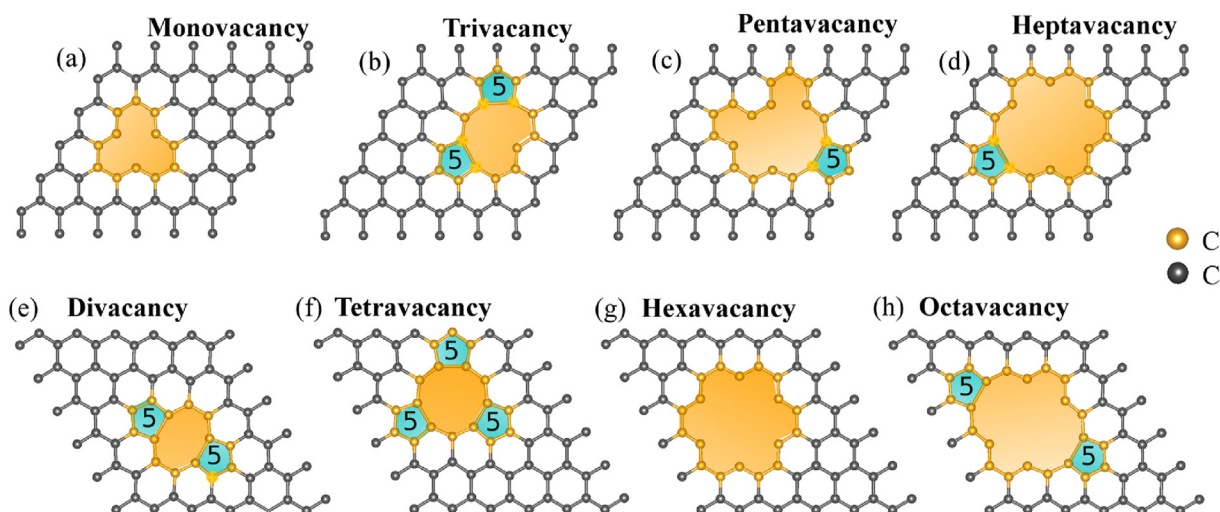 Monovacancy
Trivacancy
Pentavacancy
Heptavacancy
(a)
(b)
(c)
(d)
5
5
5
5
C
C
(e)
Divacancy
(f)
Tetravacancy
(g)
Hexavacancy
(h)
Octavacancy
5
5
5
5
5
5
5